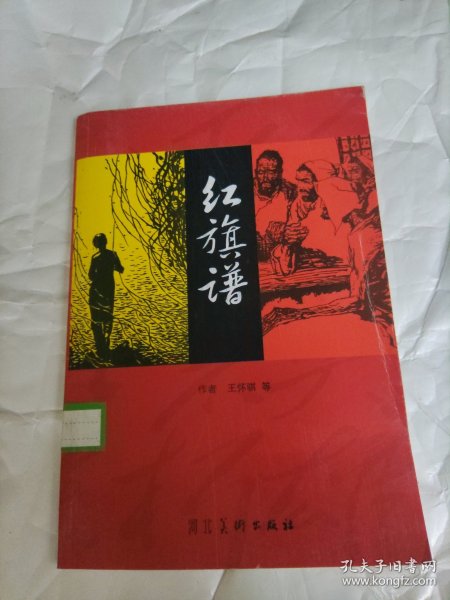 红旗谱
作者 王怀骐 等
河北美术出版社
孔夫子旧书网
www.kongfz.com